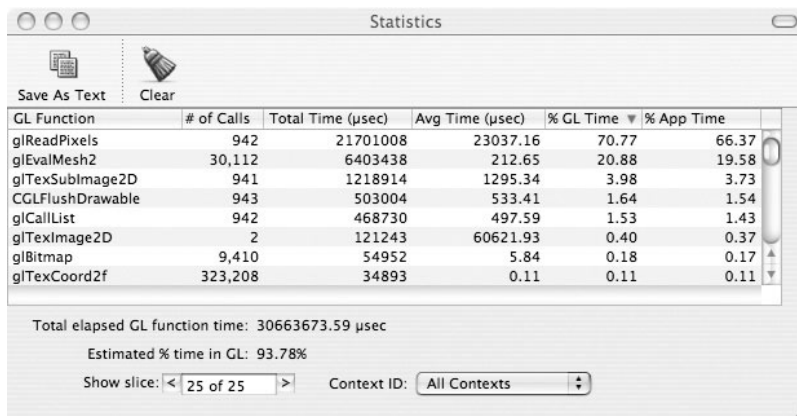 Statistics
Save As Text Clear
GL Function # of Calls Total Time (μsec) Avg Time (μsec) % GL Time ▼ % App Time
glReadPixels 942 21701008 23037.16 70.77 66.37
glEvalMesh2 30,112 6403438 212.65 20.88 19.58
glTexSubImage2D 941 1218914 1295.34 3.98 3.73
CGLFlushDrawable 943 503004 533.41 1.64 1.54
glCallList 942 468730 497.59 1.53 1.43
glTexImage2D 2 121243 60621.93 0.40 0.37
glBitmap 9,410 54952 5.84 0.18 0.17
glTexCoord2f 323,208 34893 0.11 0.11 0.11
Total elapsed GL function time: 30663673.59 μsec
Estimated % time in GL: 93.78%
Show slice: < 25 of 25 > Context ID: All Contexts